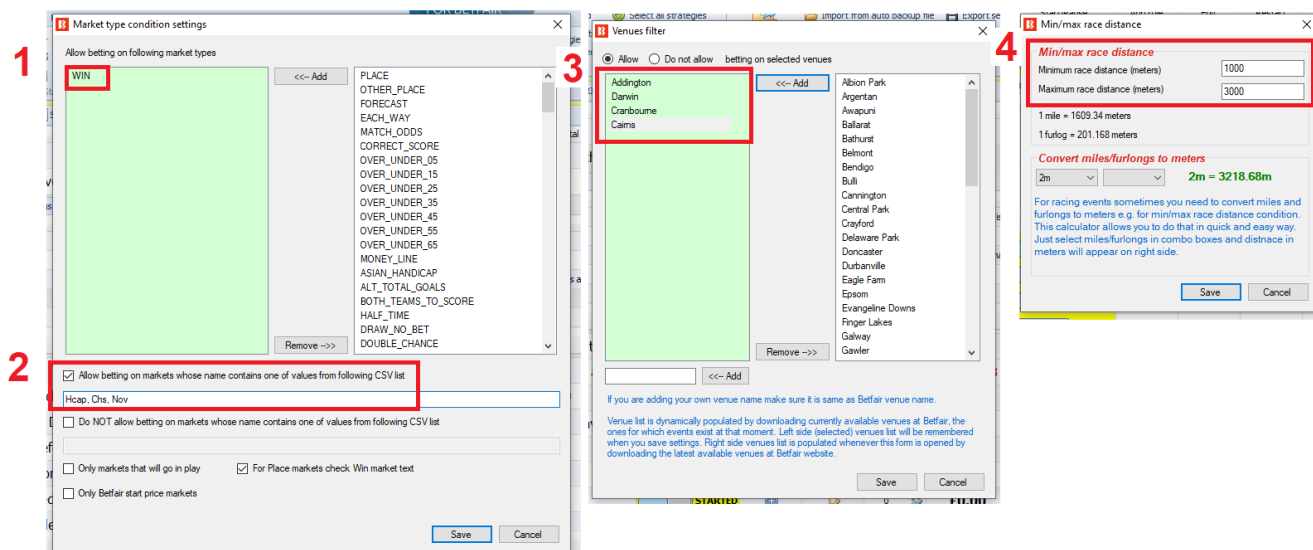 FOR BETFAIR
Select all strategies
Import from auto backup file
Export se
1
Market type condition settings
Allow betting on following market types
WIN
<<-- Add
Remove -->>
PLACE
OTHER_PLACE
FORECAST
EACH_WAY
MATCH_ODDS
CORRECT_SCORE
OVER_UNDER_05
OVER_UNDER_15
OVER_UNDER_25
OVER_UNDER_35
OVER_UNDER_45
OVER_UNDER_55
OVER_UNDER_65
MONEY_LINE
ASIAN_HANDICAP
ALT_TOTAL_GOALS
BOTH_TEAMS_TO_SCORE
HALF_TIME
DRAW_NO_BET
DOUBLE_CHANCE
2
Allow betting on markets whose name contains one of values from following CSV list
Hcap, Chs, Nov
Do NOT allow betting on markets whose name contains one of values from following CSV list
Only markets that will go in play
For Place markets check Win market text
Only Betfair start price markets
Save
Cancel
3
Venues filter
Allow
Do not allow
betting on selected venues
Addington
Darwin
Cranbourne
Cairns
<<-- Add
Remove -->>
Albion Park
Argentan
Awapuni
Ballarat
Bathurst
Belmont
Bendigo
Bulli
Cannington
Central Park
Crayford
Delaware Park
Doncaster
Durbanville
Eagle Farm
Epsom
Evangeline Downs
Finger Lakes
Galway
Gawler
<<-- Add
If you are adding your own venue name make sure it is same as Betfair venue name.
Venue list is dynamically populated by downloading currently available venues at Betfair, the
ones for which events exist at that moment. Left side (selected) venues list will be remembered
when you save settings. Right side venues list is populated whenever this form is opened by
downloading the latest available venues at Betfair website.
Save
Cancel
STARTED
0
£0.00
4
Min/max race distance
Min/max race distance
Minimum race distance (meters)
1000
Maximum race distance (meters)
3000
1 mile = 1609.34 meters
1 furlog = 201.168 meters
Convert miles/furlongs to meters
2m
2m = 3218.68m
For racing events sometimes you need to convert miles and
furlongs to meters e.g. for min/max race distance condition.
This calculator allows you to do that in quick and easy way.
Just select miles/furlongs in combo boxes and distnace in
meters will appear on right side.
Save
Cancel